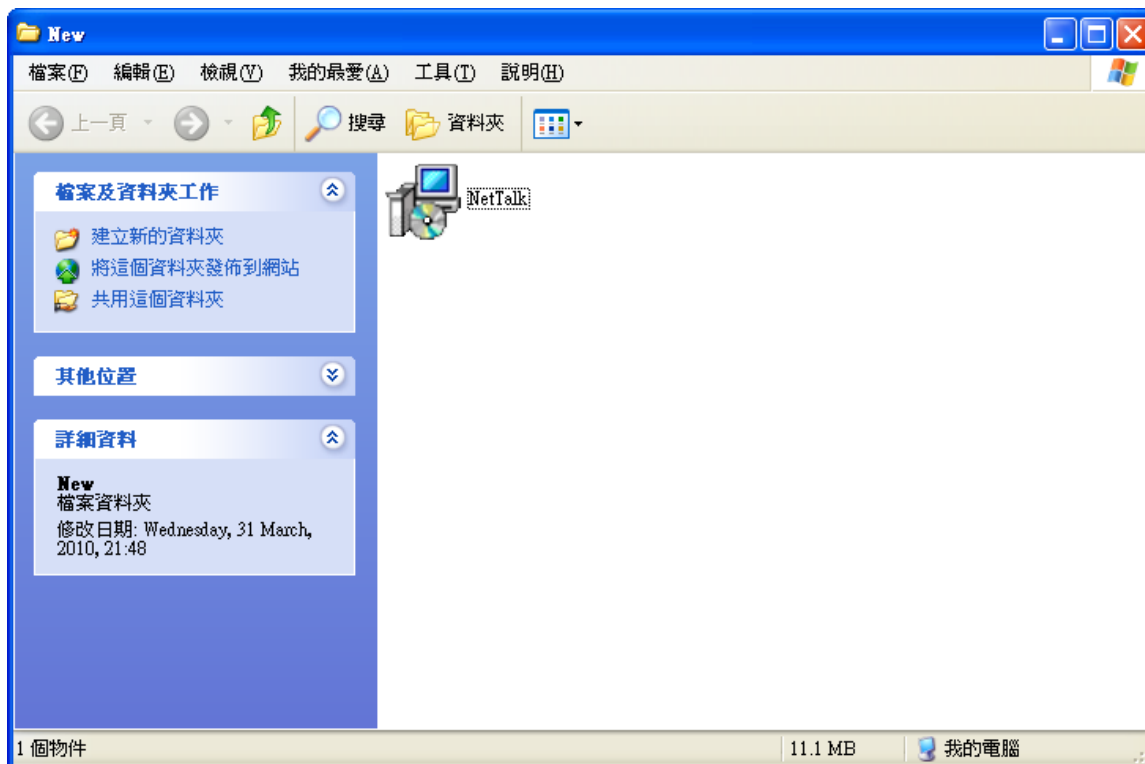 New
檔案(F) 編輯(E) 檢視(V) 我的最愛(A) 工具(T) 說明(H)
上一頁 搜尋 資料夾
檔案及資料夾工作
建立新的資料夾
將這個資料夾發佈到網站
共用這個資料夾
其他位置
詳細資料
New
檔案資料夾
修改日期: Wednesday, 31 March,
2010, 21:48
NetTalk
1 個物件 11.1 MB 我的電腦